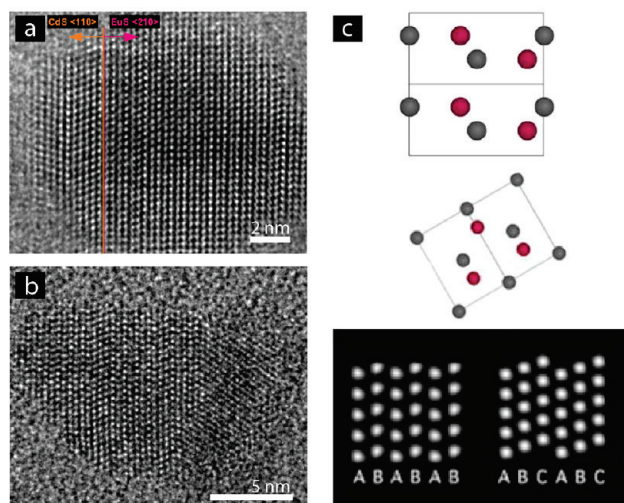 a
CdS <110>
EuS <210>
2 nm
b
5 nm
c
A B A B A B
A B C A B C